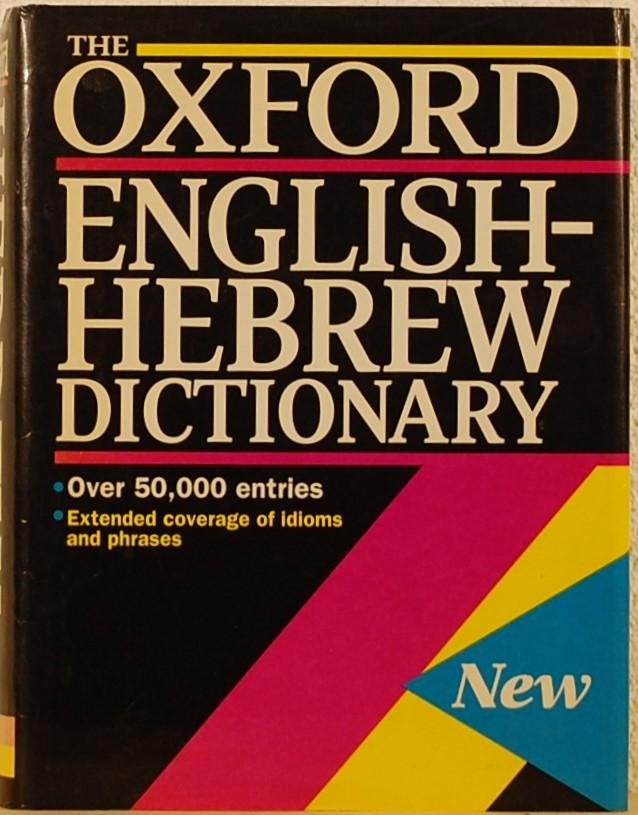 THE
OXFORD
ENGLISH-
HEBREW
DICTIONARY
• Over 50,000 entries
• Extended coverage of idioms
and phrases
New